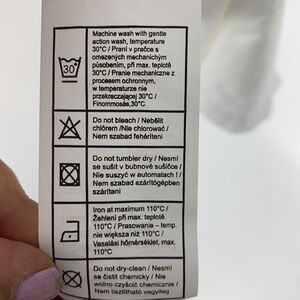 Machine wash with gentle
action wash, temperature
30°C / Praní v pračce s
omezenych mechanickým
působením, při max. teplotě
30°C / Pranie mechaniczne z
procesem ochronnym,
w temperaturze nie
przekraczającej 30°C /
Finommosás,30°C
30
Do not bleach / Nebělit
chlórem / Nie chlorować /
Nem szabad fehéríteni
Do not tumbler dry / Nesmí
se sušit v bubnové sušičce /
Nie suszyć w automatach ! /
Nem szabad szárítógépben
szárítani
Iron at maximum 110°C /
Žehlení při max. teplotě
110°C / Prasowanie – temp.
nie większa niż 110°C /
Vasalási hőmérséklet, max.
110°C
Do not dry-clean / Nesmí
se čistit chemicky / Nie
wolno czyścić chemicznie /
Nem tisztítható vegyileg